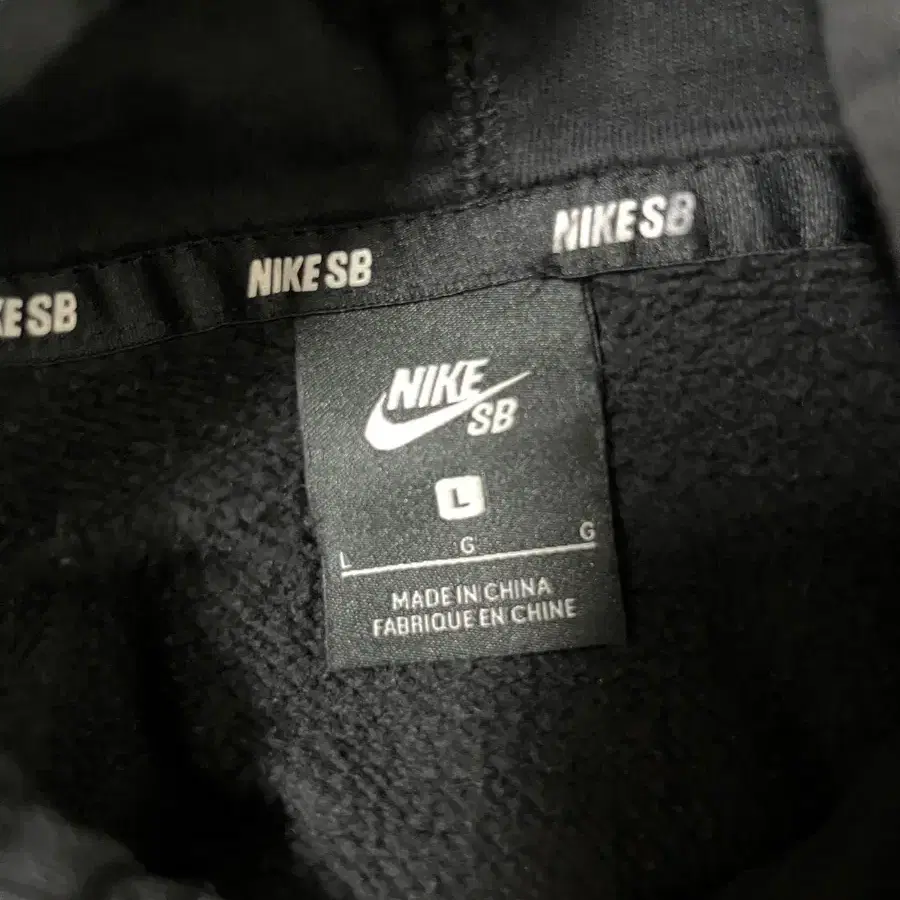 NIKE SB
NIKE SB
KE SB
NIKE
SB
L
L G G
MADE IN CHINA
FABRIQUE EN CHINE